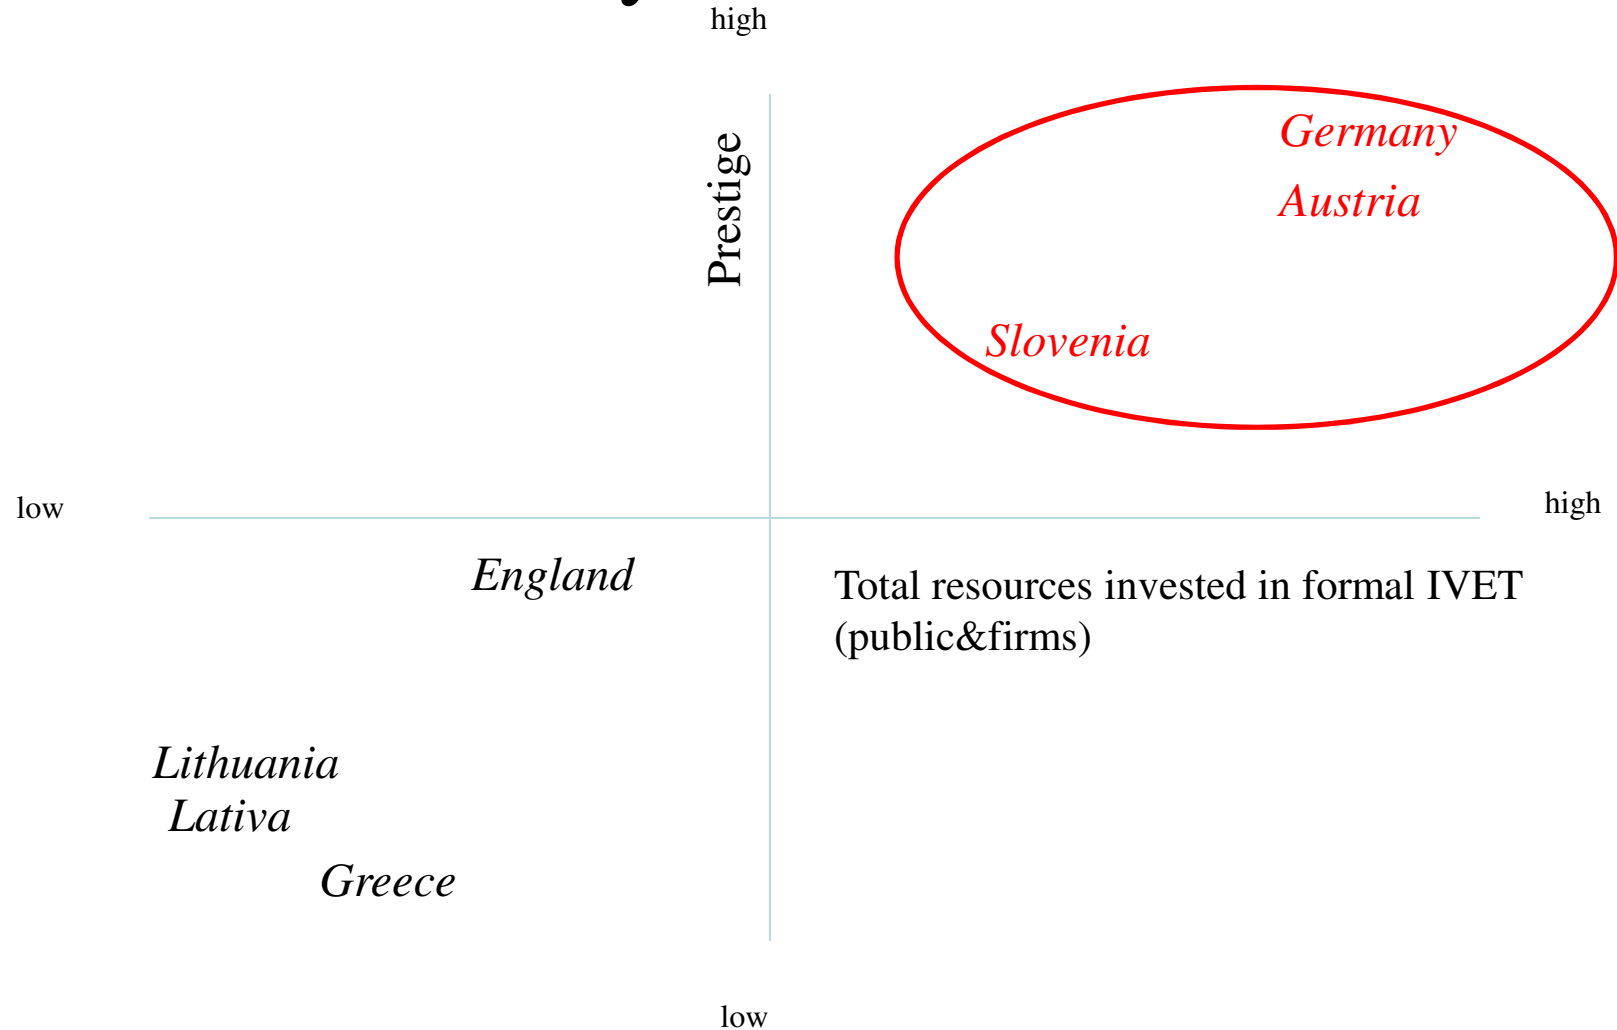 high
Prestige
Germany
Austria
Slovenia
low
high
England
Total resources invested in formal IVET
(public&firms)
Lithuania
Lativa
Greece
low